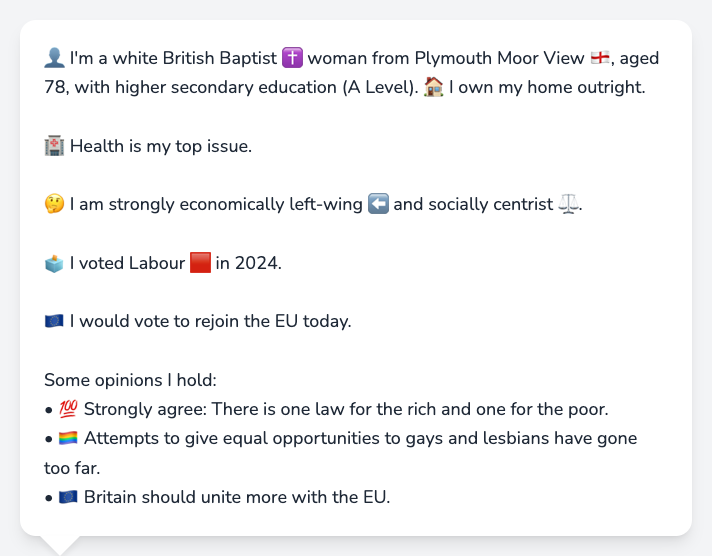 👤 I'm a white British Baptist ✝️ woman from Plymouth Moor View 🏴󠁧󠁢󠁥󠁮󠁧󠁿, aged
78, with higher secondary education (A Level). 🏠 I own my home outright.
🏥 Health is my top issue.
🤔 I am strongly economically left-wing ⬅️ and socially centrist ⚖️.
🗳️ I voted Labour 🟥 in 2024.
🇪🇺 I would vote to rejoin the EU today.
Some opinions I hold:
• 💯 Strongly agree: There is one law for the rich and one for the poor.
• 🏳️‍🌈 Attempts to give equal opportunities to gays and lesbians have gone
too far.
• 🇪🇺 Britain should unite more with the EU.